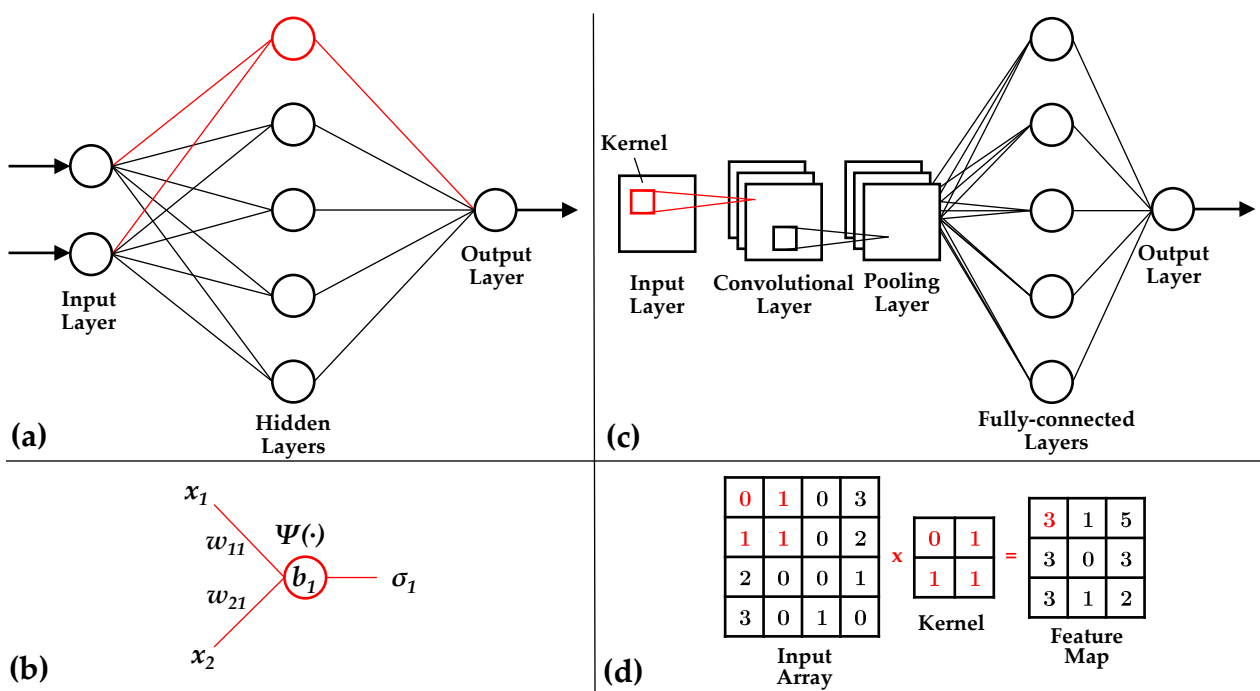 Input
Layer
Hidden
Layers
Output
Layer
(a)
Kernel
Input
Layer
Convolutional
Layer
Pooling
Layer
Fully-connected
Layers
Output
Layer
(c)
x₁
w₁₁
Ψ(·)
b₁
σ₁
w₂₁
x₂
(b)
0 1 0 3
1 1 0 2
2 0 0 1
3 0 1 0
Input
Array
x
0 1
1 1
Kernel
=
3 1 5
3 0 3
3 1 2
Feature
Map
(d)